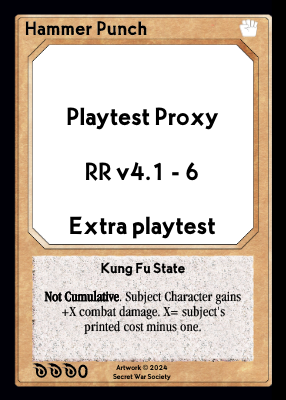 Hammer Punch
Playtest Proxy
RR v4.1 - 6
Extra playtest
Kung Fu State
Not Cumulative. Subject Character gains
+X combat damage. X= subject's
printed cost minus one.
0
Artwork © 2024
Secret War Society